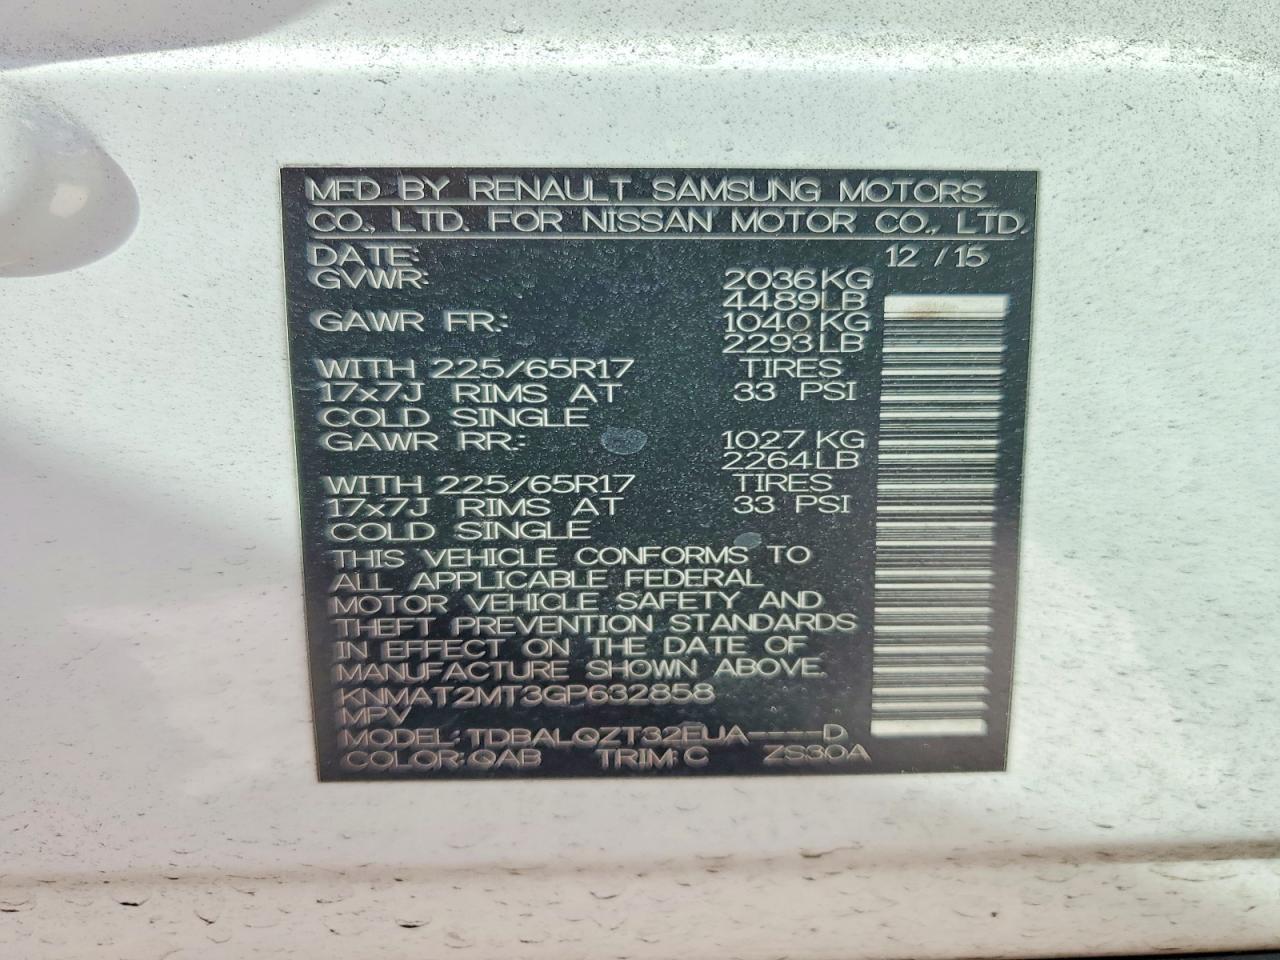 MFD BY RENAULT SAMSUNG MOTORS
CO., LTD. FOR NISSAN MOTOR CO., LTD.
DATE: 12 / 15
GVWR: 2036 KG
4489 LB
GAWR FR: 1040 KG
2293 LB
WITH 225/65R17 TIRES
17x7J RIMS AT 33 PSI
COLD SINGLE
GAWR RR: 1027 KG
2264 LB
WITH 225/65R17 TIRES
17x7J RIMS AT 33 PSI
COLD SINGLE
THIS VEHICLE CONFORMS TO
ALL APPLICABLE FEDERAL
MOTOR VEHICLE SAFETY AND
THEFT PREVENTION STANDARDS
IN EFFECT ON THE DATE OF
MANUFACTURE SHOWN ABOVE.
KNMAT2MT3GP632858
MPV
MODEL: TDBALQZT32EUA-----D
COLOR: QAB TRIM: C ZS30A